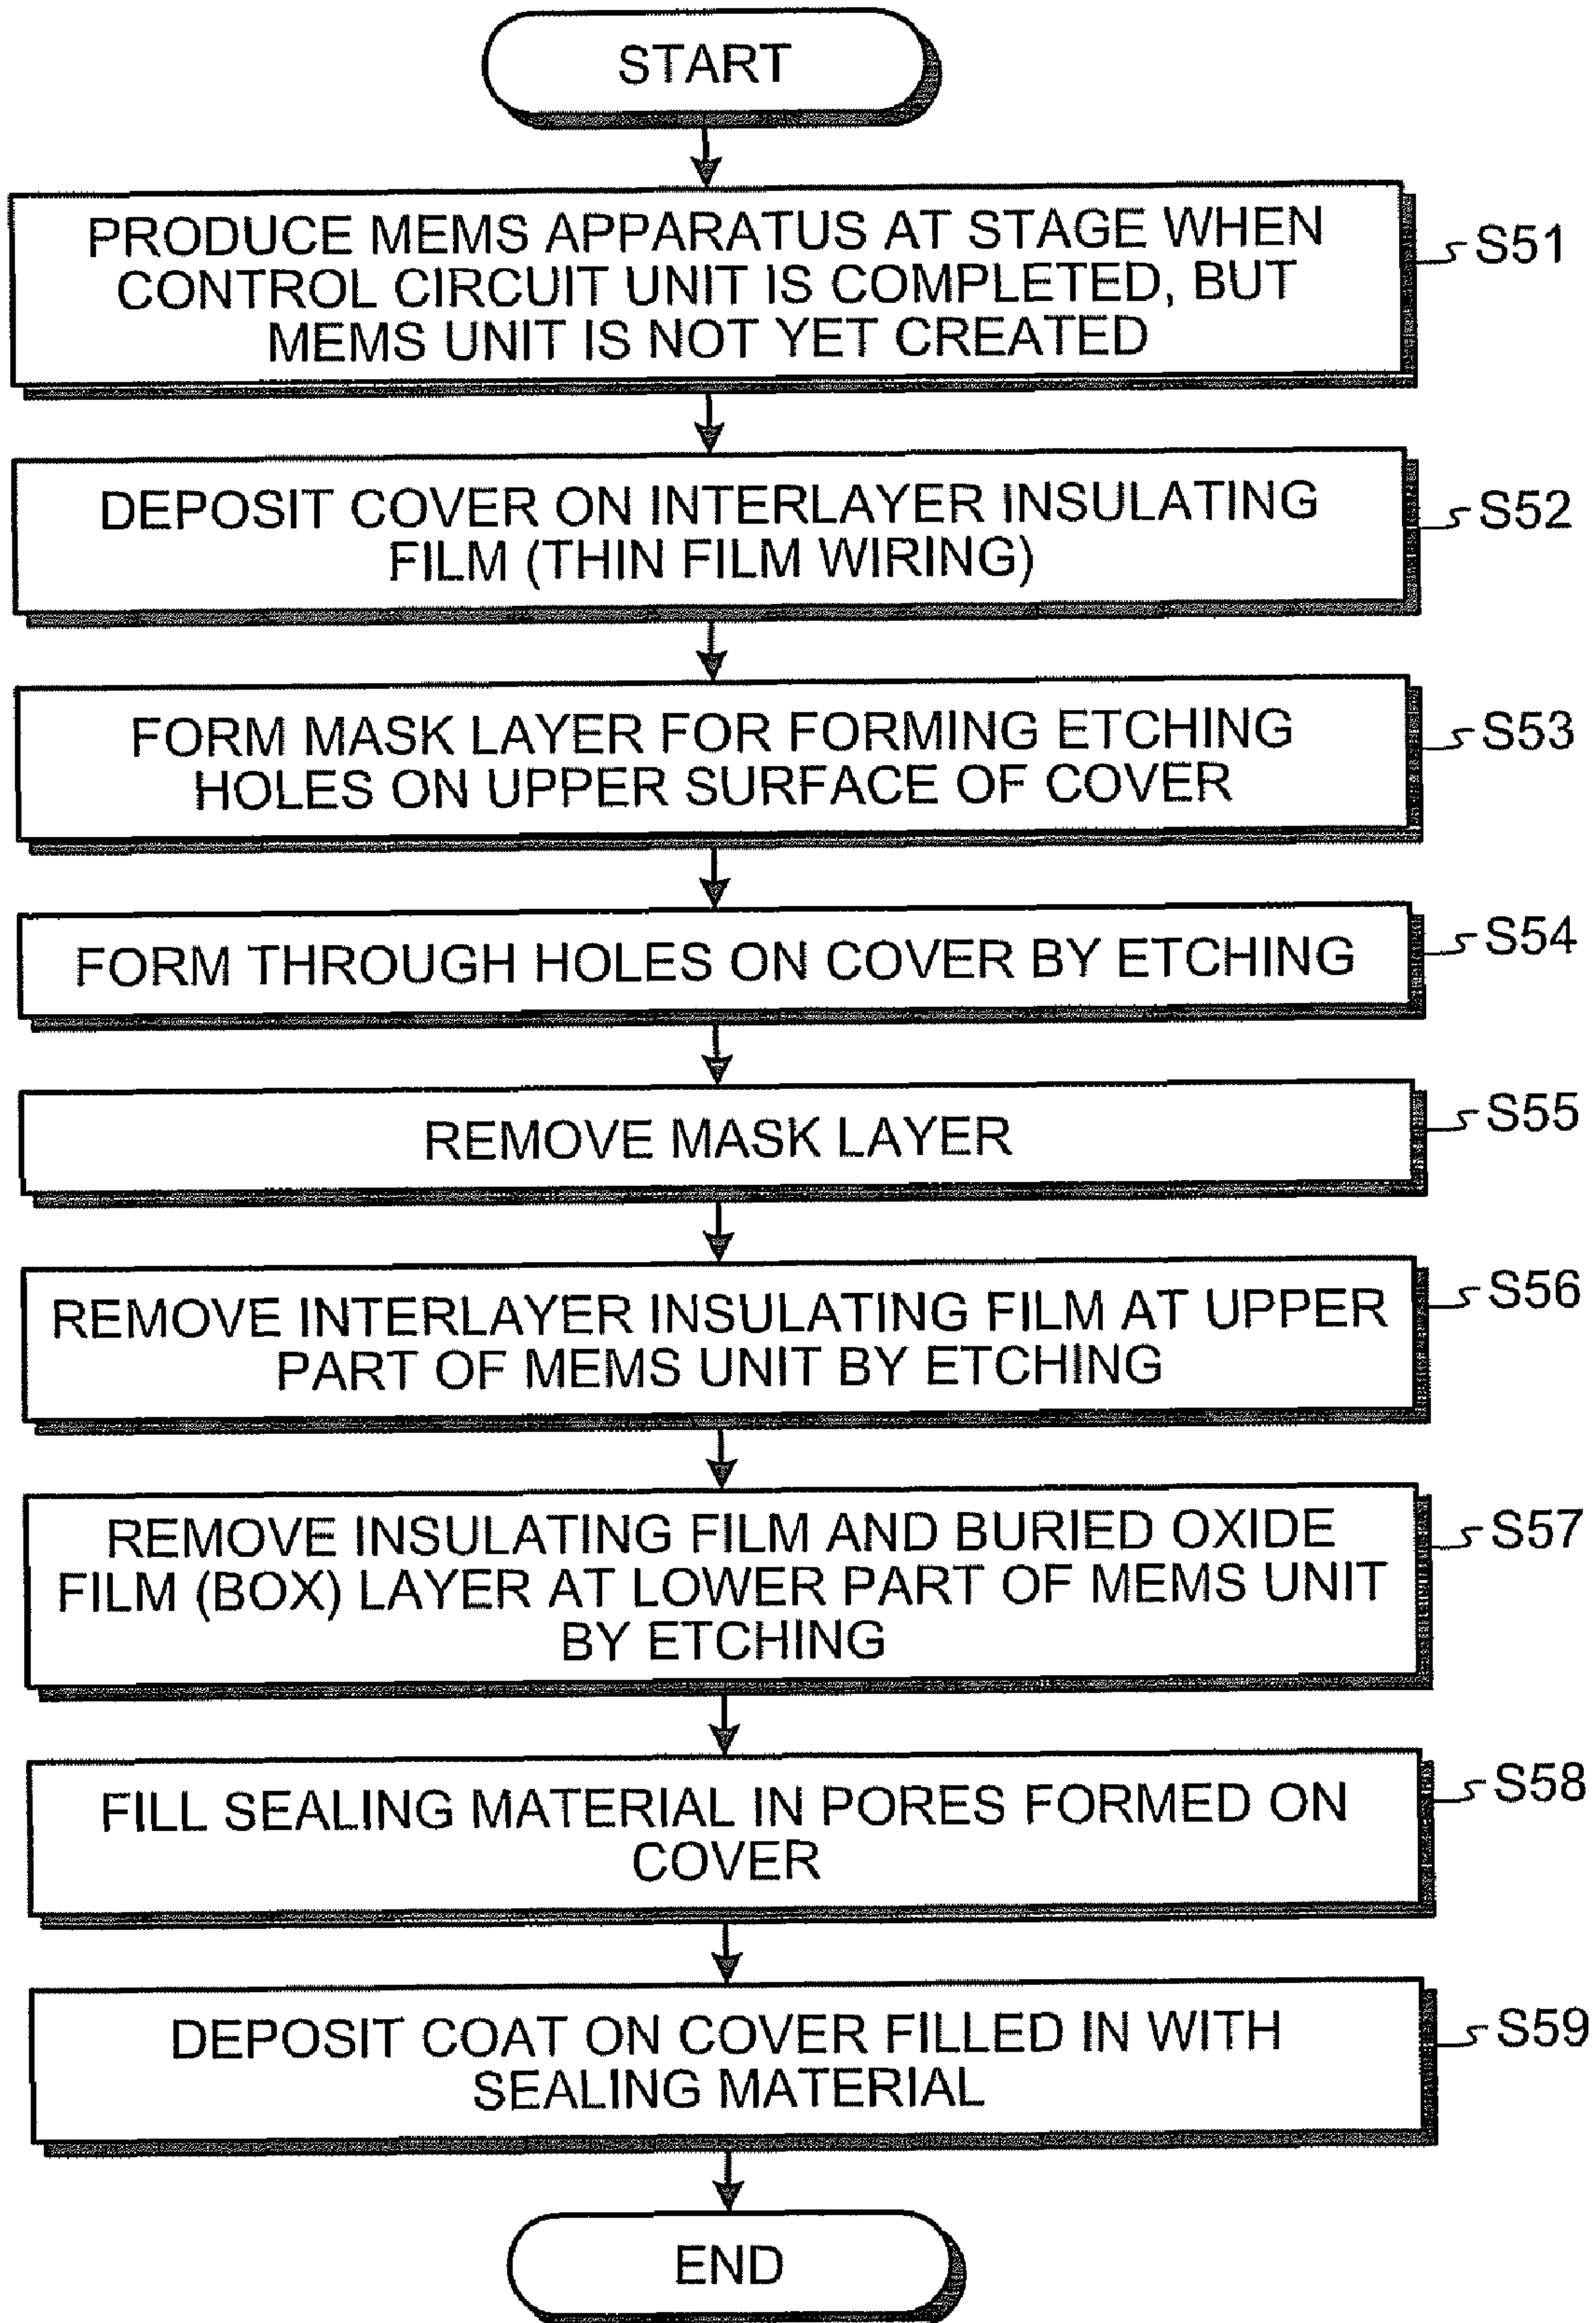 START
PRODUCE MEMS APPARATUS AT STAGE WHEN
CONTROL CIRCUIT UNIT IS COMPLETED, BUT
MEMS UNIT IS NOT YET CREATED
S51
DEPOSIT COVER ON INTERLAYER INSULATING
FILM (THIN FILM WIRING)
S52
FORM MASK LAYER FOR FORMING ETCHING
HOLES ON UPPER SURFACE OF COVER
S53
FORM THROUGH HOLES ON COVER BY ETCHING
S54
REMOVE MASK LAYER
S55
REMOVE INTERLAYER INSULATING FILM AT UPPER
PART OF MEMS UNIT BY ETCHING
S56
REMOVE INSULATING FILM AND BURIED OXIDE
FILM (BOX) LAYER AT LOWER PART OF MEMS UNIT
BY ETCHING
S57
FILL SEALING MATERIAL IN PORES FORMED ON
COVER
S58
DEPOSIT COAT ON COVER FILLED IN WITH
SEALING MATERIAL
S59
END